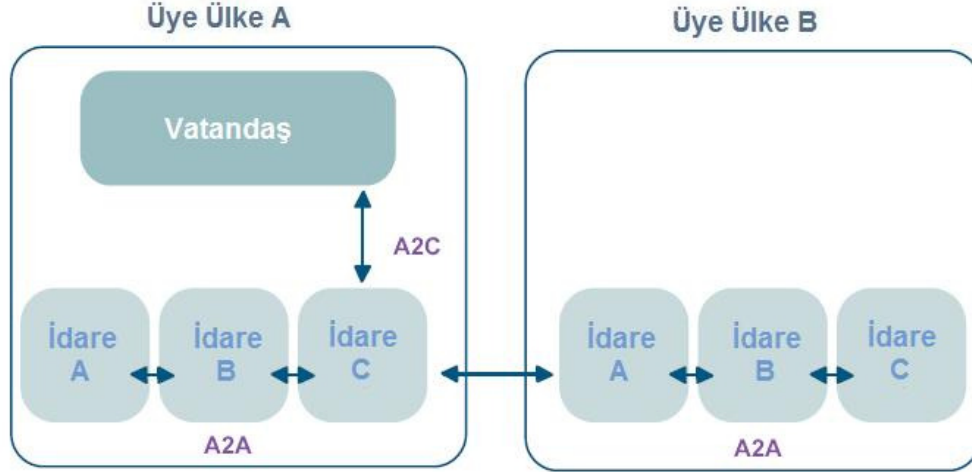 Üye Ülke A
Üye Ülke B
Vatandaş
A2C
İdare
A
İdare
B
İdare
C
İdare
A
İdare
B
İdare
C
A2A
A2A